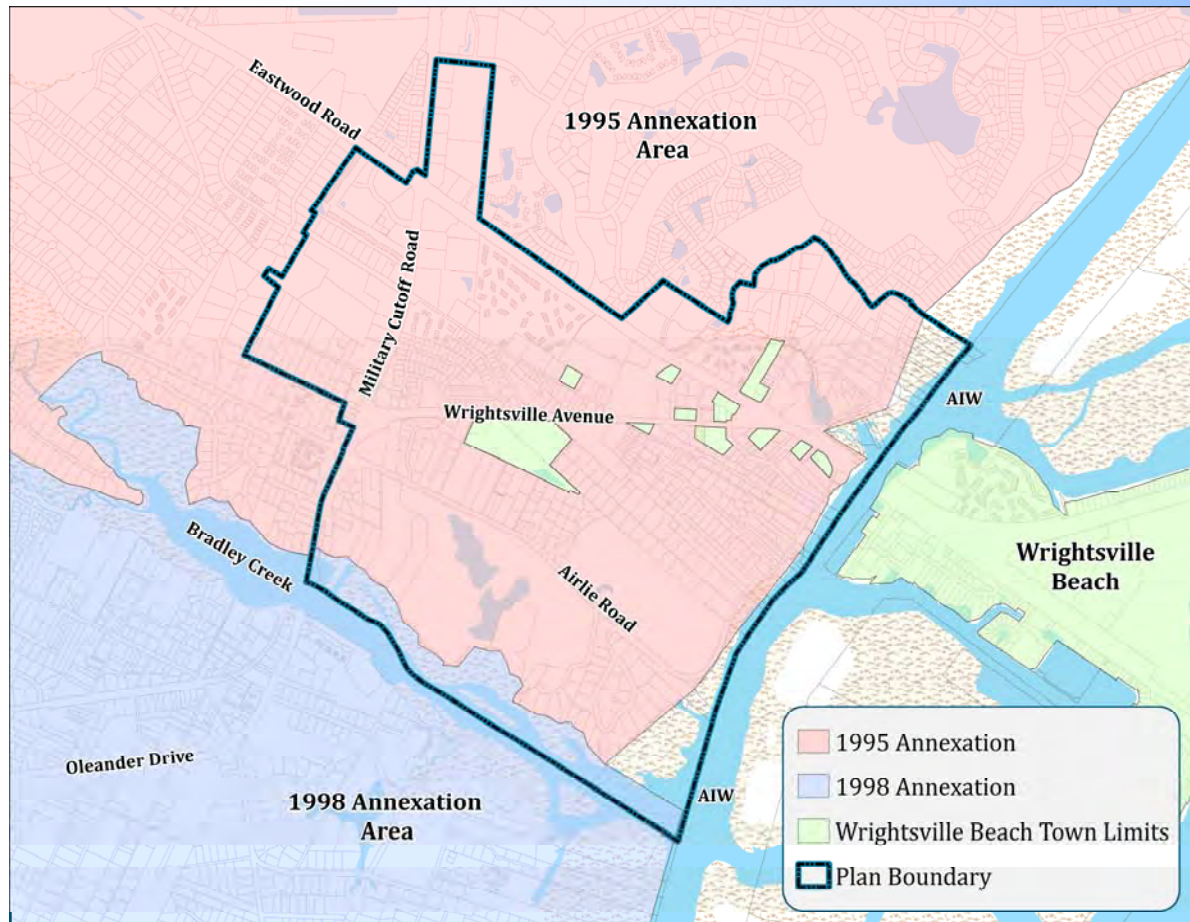 Eastwood Road
1995 Annexation
Area
Military Cutoff Road
AIW
Wrightsville Avenue
Wrightsville
Beach
Bradley Creek
Airlie Road
Oleander Drive
1998 Annexation
Area
AIW
1995 Annexation
1998 Annexation
Wrightsville Beach Town Limits
Plan Boundary